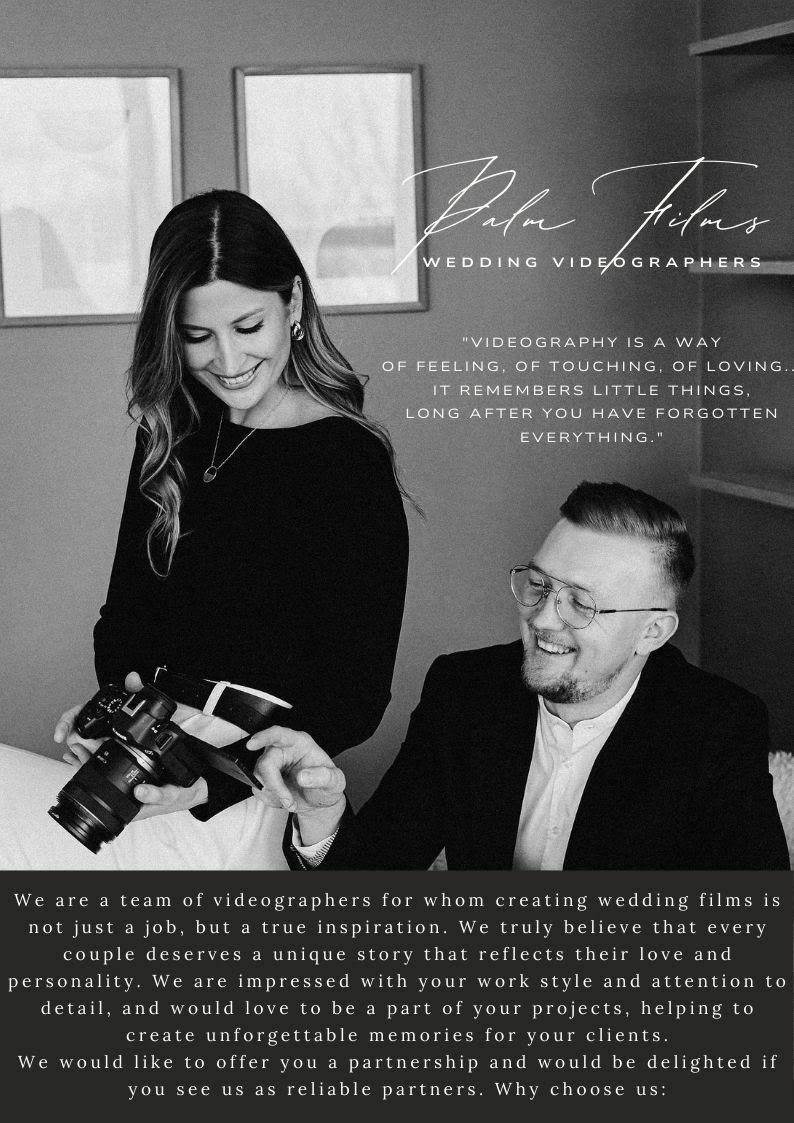 Palm Films
WEDDING VIDEOGRAPHERS
"VIDEOGRAPHY IS A WAY
OF FEELING, OF TOUCHING, OF LOVING..
IT REMEMBERS LITTLE THINGS,
LONG AFTER YOU HAVE FORGOTTEN
EVERYTHING."
We are a team of videographers for whom creating wedding films is
not just a job, but a true inspiration. We truly believe that every
couple deserves a unique story that reflects their love and
personality. We are impressed with your work style and attention to
detail, and would love to be a part of your projects, helping to
create unforgettable memories for your clients.
We would like to offer you a partnership and would be delighted if
you see us as reliable partners. Why choose us: